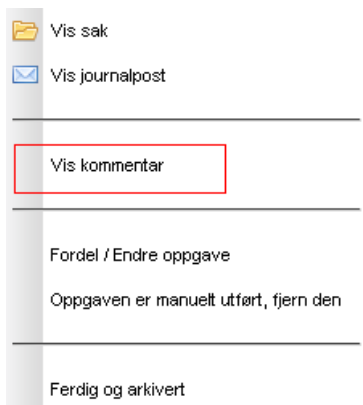 Vis sak
Vis journalpost
Vis kommentar
Fordel / Endre oppgave
Oppgaven er manuelt utført, fjern den
Ferdig og arkivert